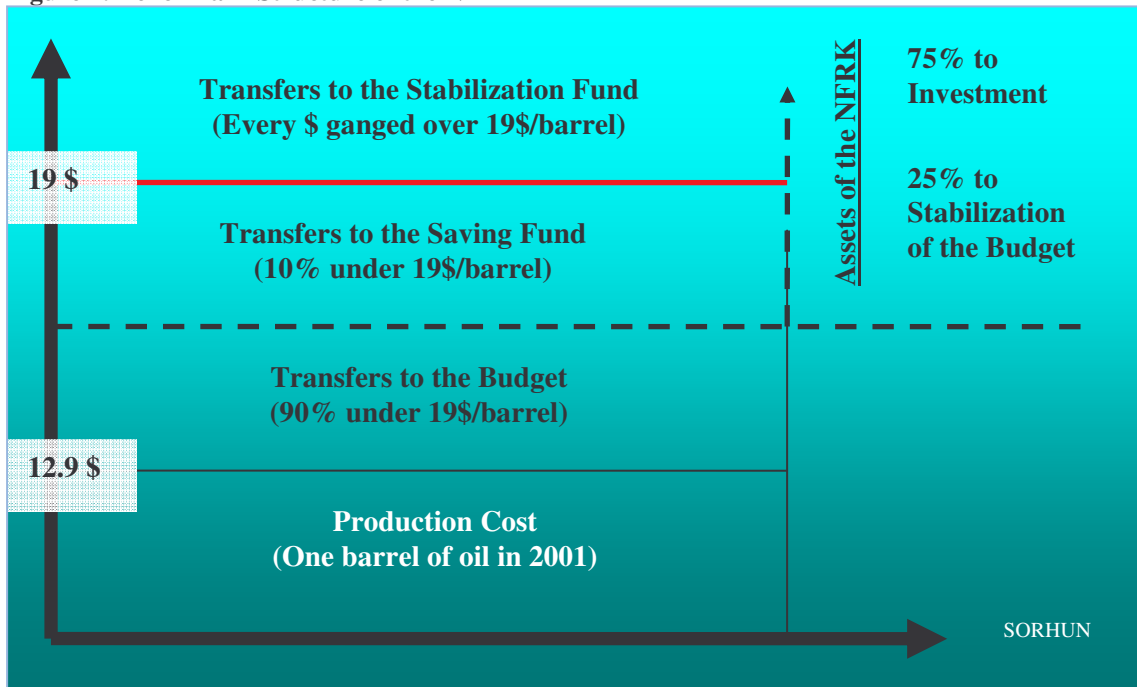 Transfers to the Stabilization Fund
(Every $ ganged over 19$/barrel)
19 $
Transfers to the Saving Fund
(10% under 19$/barrel)
Transfers to the Budget
(90% under 19$/barrel)
12.9 $
Production Cost
(One barrel of oil in 2001)
Assets of the NFRK
75% to
Investment
25% to
Stabilization
of the Budget
SORHUN